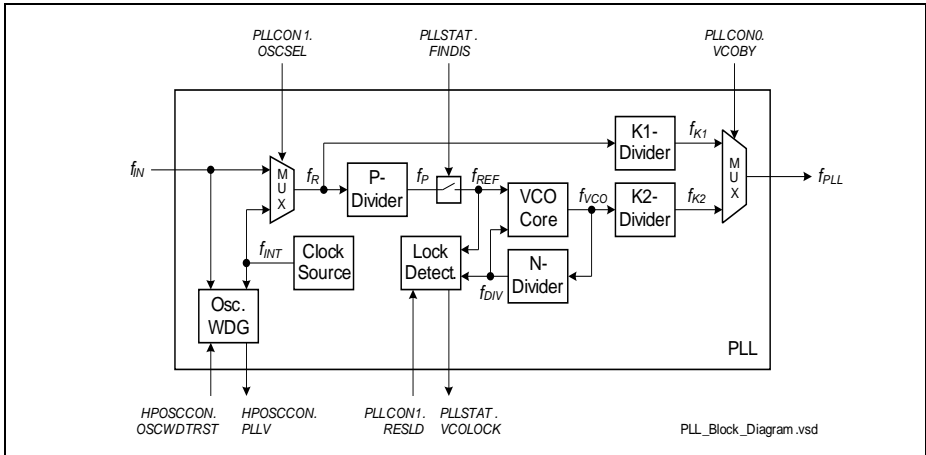 PLLCON1.
OSCSEL
PLLSTAT.
FINDIS
PLLCON0.
VCOBY
fIN
MUX
fR
P-
Divider
fP
fREF
VCO
Core
fVCO
K1-
Divider
fK1
K2-
Divider
fK2
MUX
fPLL
fINT
Clock
Source
Lock
Detect.
fDIV
N-
Divider
Osc.
WDG
PLL
HPOSCCON.
OSCWDTRST
HPOSCCON.
PLLV
PLLCON1.
RESLD
PLLSTAT.
VCOLOCK
PLL_Block_Diagram.vsd